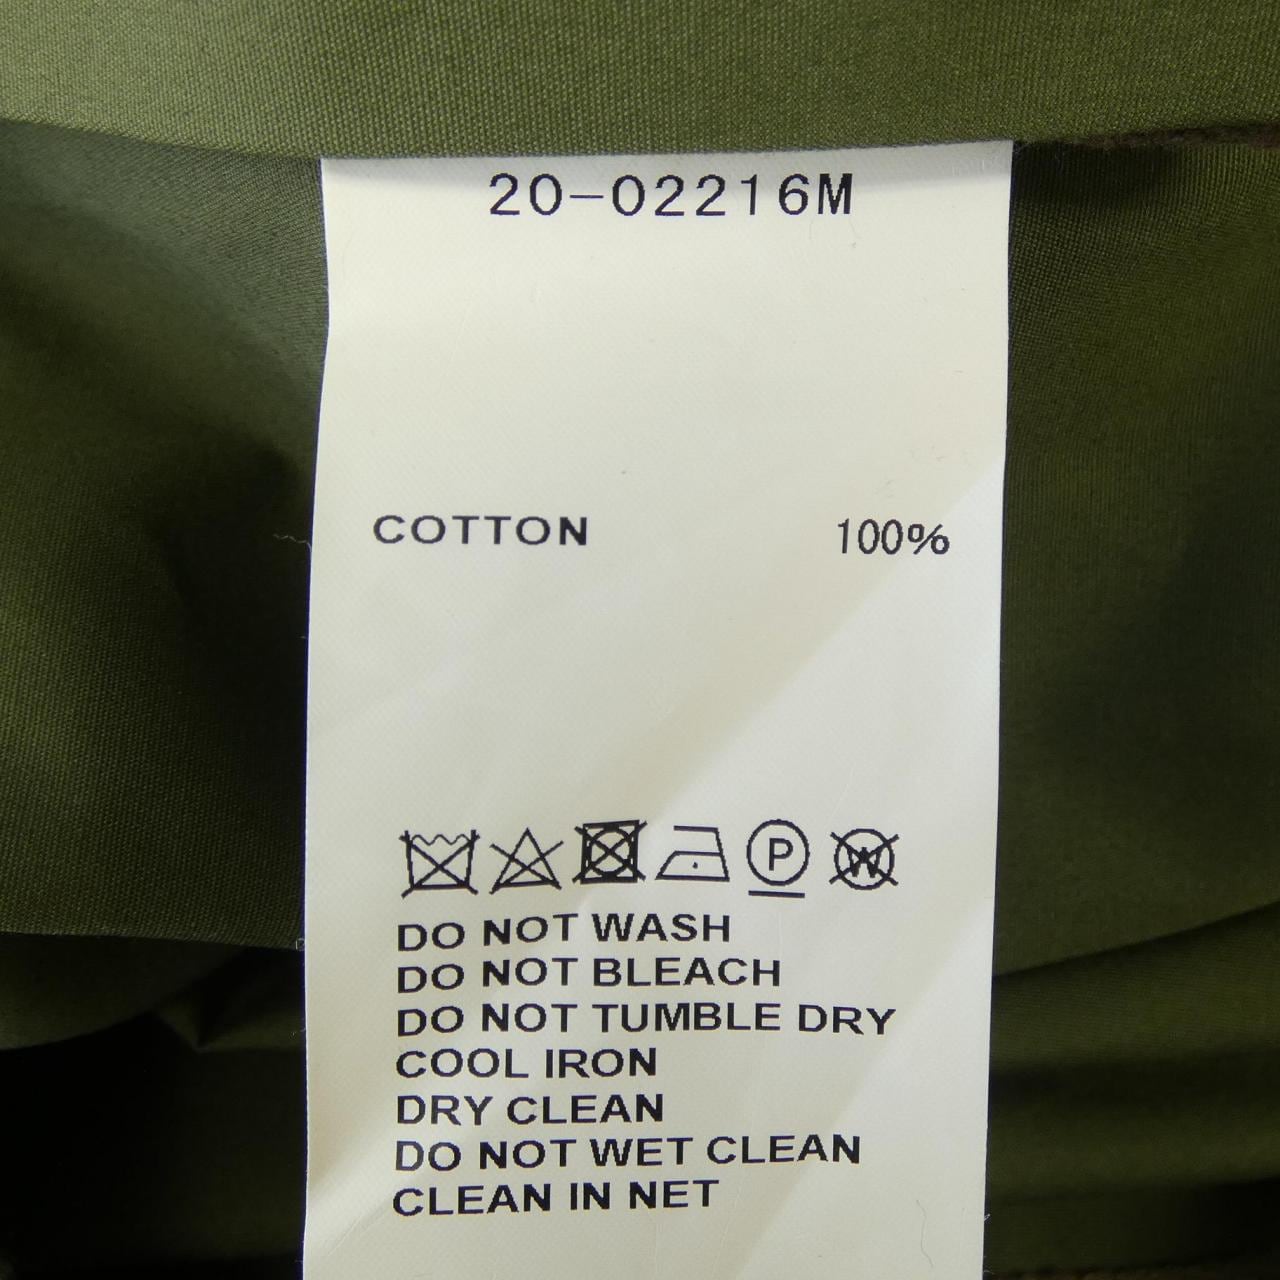 20-02216M
COTTON 100%
P W
DO NOT WASH
DO NOT BLEACH
DO NOT TUMBLE DRY
COOL IRON
DRY CLEAN
DO NOT WET CLEAN
CLEAN IN NET